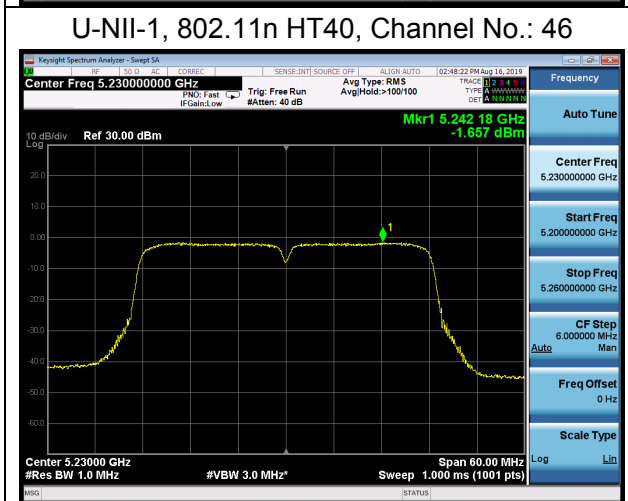 U-NII-1, 802.11n HT40, Channel No.: 46
Keysight Spectrum Analyzer - Swept SA
RF 50 Ω AC CORREC SENSE:INT SOURCE OFF ALIGN AUTO 02:48:22 PM Aug 16, 2019
Center Freq 5.230000000 GHz
PNO: Fast
IFGain:Low
Trig: Free Run
#Atten: 40 dB
Avg Type: RMS
Avg|Hold:>100/100
TRACE 1 2 3 4 5 6
TYPE A WWWWW
DET A N N N N N
Frequency
Mkr1 5.242 18 GHz
-1.657 dBm
10 dB/div Ref 30.00 dBm
Log
20.0
10.0
0.00
-10.0
-20.0
-30.0
-40.0
-50.0
-60.0
1
Center 5.23000 GHz Span 60.00 MHz
#Res BW 1.0 MHz #VBW 3.0 MHz* Sweep 1.000 ms (1001 pts)
MSG STATUS
Auto Tune
Center Freq
5.230000000 GHz
Start Freq
5.200000000 GHz
Stop Freq
5.260000000 GHz
CF Step
6.000000 MHz
Auto Man
Freq Offset
0 Hz
Scale Type
Log Lin